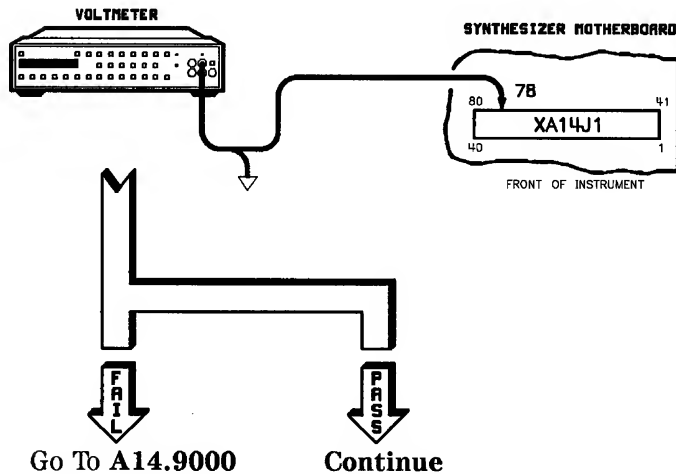 VOLTMETER
SYNTHESIZER MOTHERBOARD
78
80
41
XA14J1
40
1
FRONT OF INSTRUMENT
FAIL
PASS
Go To A14.9000
Continue